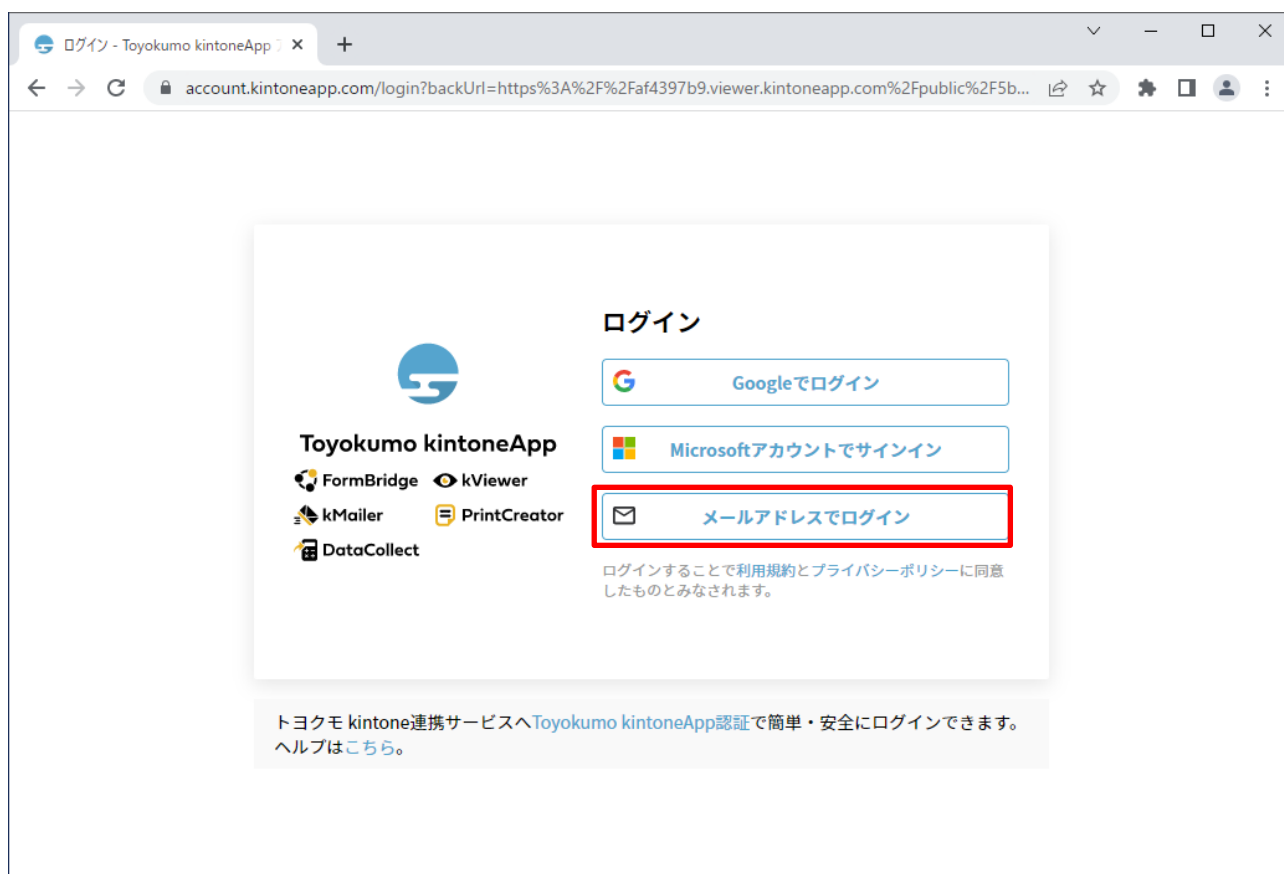 ログイン - Toyokumo kintoneApp
account.kintoneapp.com/login?backUrl=https%3A%2F%2Faf4397b9.viewer.kintoneapp.com%2Fpublic%2F5b...
ログイン
Googleでログイン
Microsoftアカウントでサインイン
メールアドレスでログイン
ログインすることで利用規約とプライバシーポリシーに同意
したものとみなされます。
Toyokumo kintoneApp
FormBridge kViewer
kMailer PrintCreator
DataCollect
トヨクモ kintone連携サービスへToyokumo kintoneApp認証で簡単・安全にログインできます。
ヘルプはこちら。